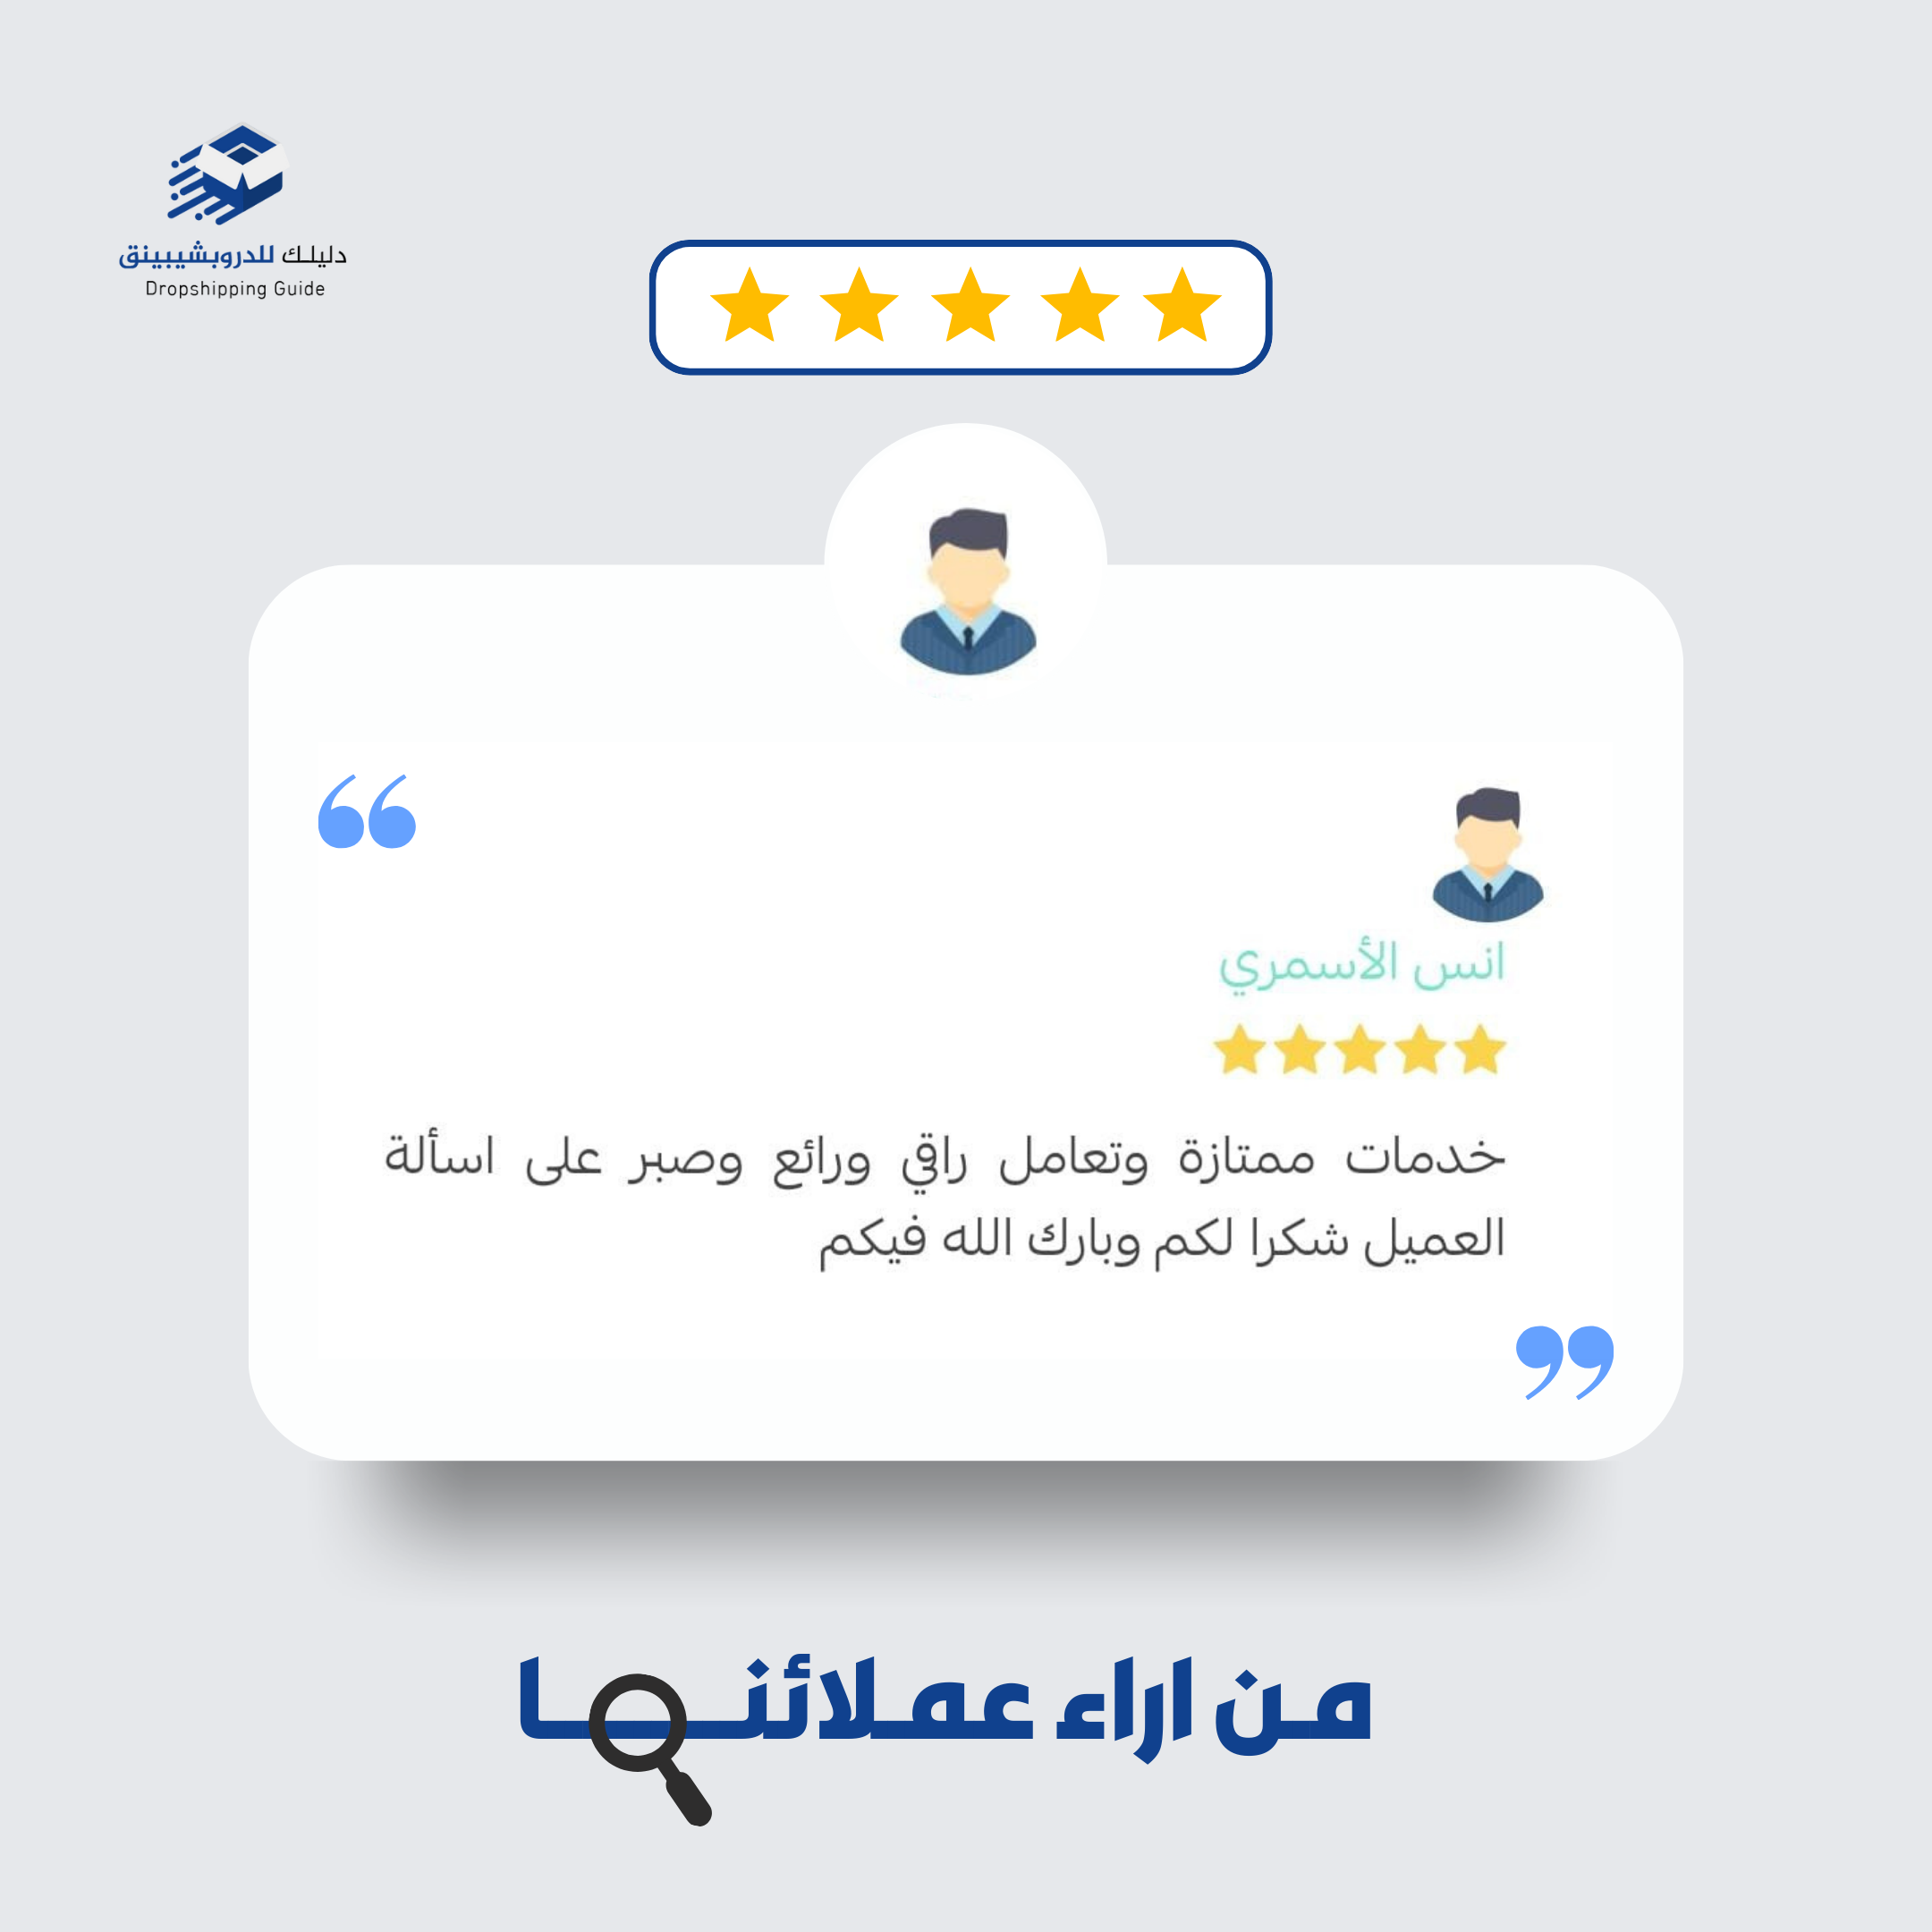 دليلك للدروبشيبينق
Dropshipping Guide
انس الأسمري
خدمات ممتازة وتعامل راقي ورائع وصبر على اسألة
العميل شكرا لكم وبارك الله فيكم
من اراء عملائنــــا